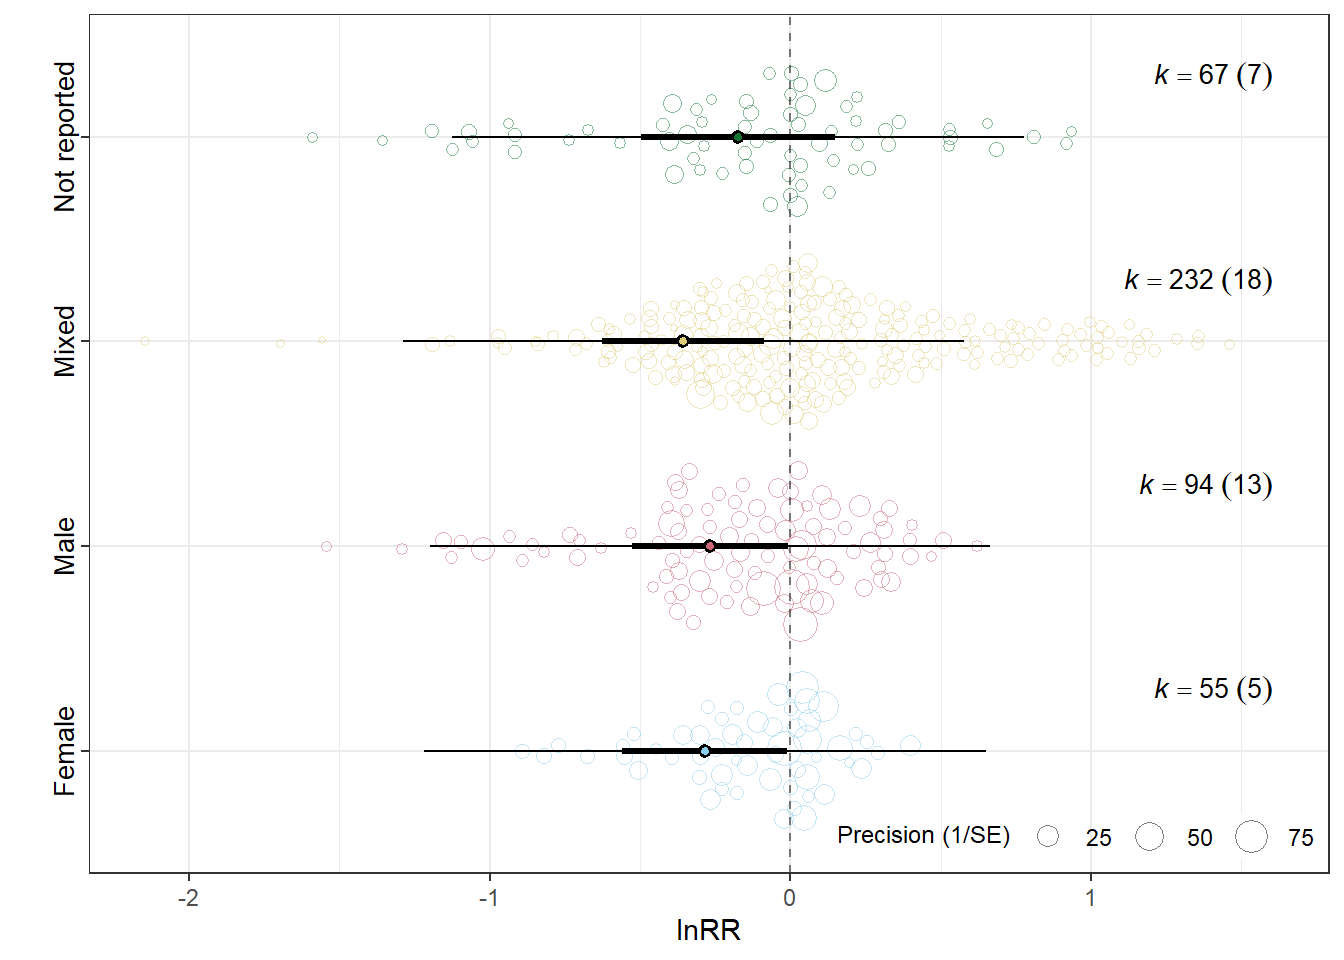 Not reported
k = 67 (7)
Mixed
k = 232 (18)
Male
k = 94 (13)
Female
k = 55 (5)
Precision (1/SE) 25 50 75
-2 -1 0 1
lnRR